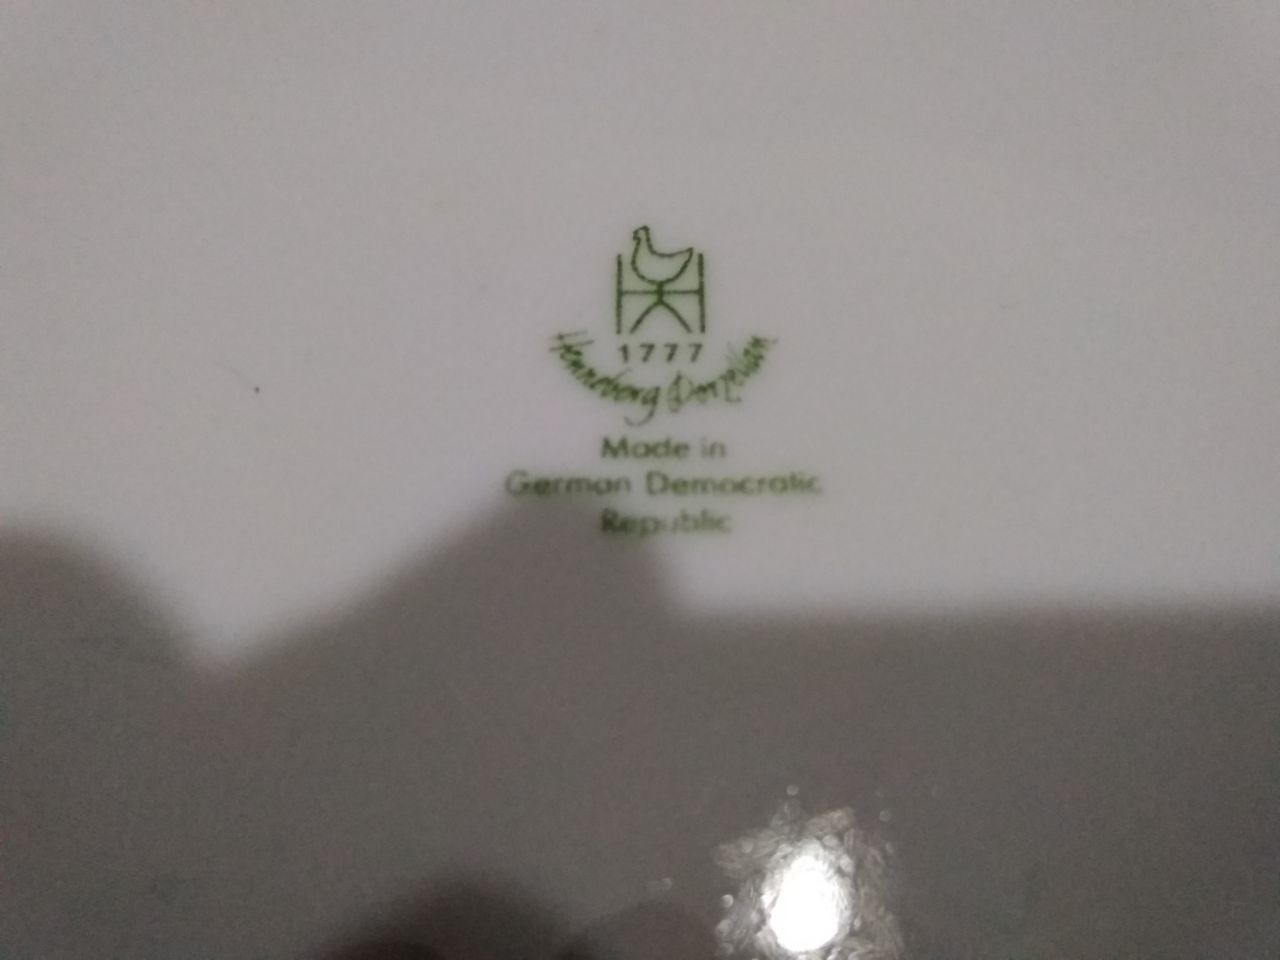 1777
Henneberg Porzellan
Made in
German Democratic
Republic